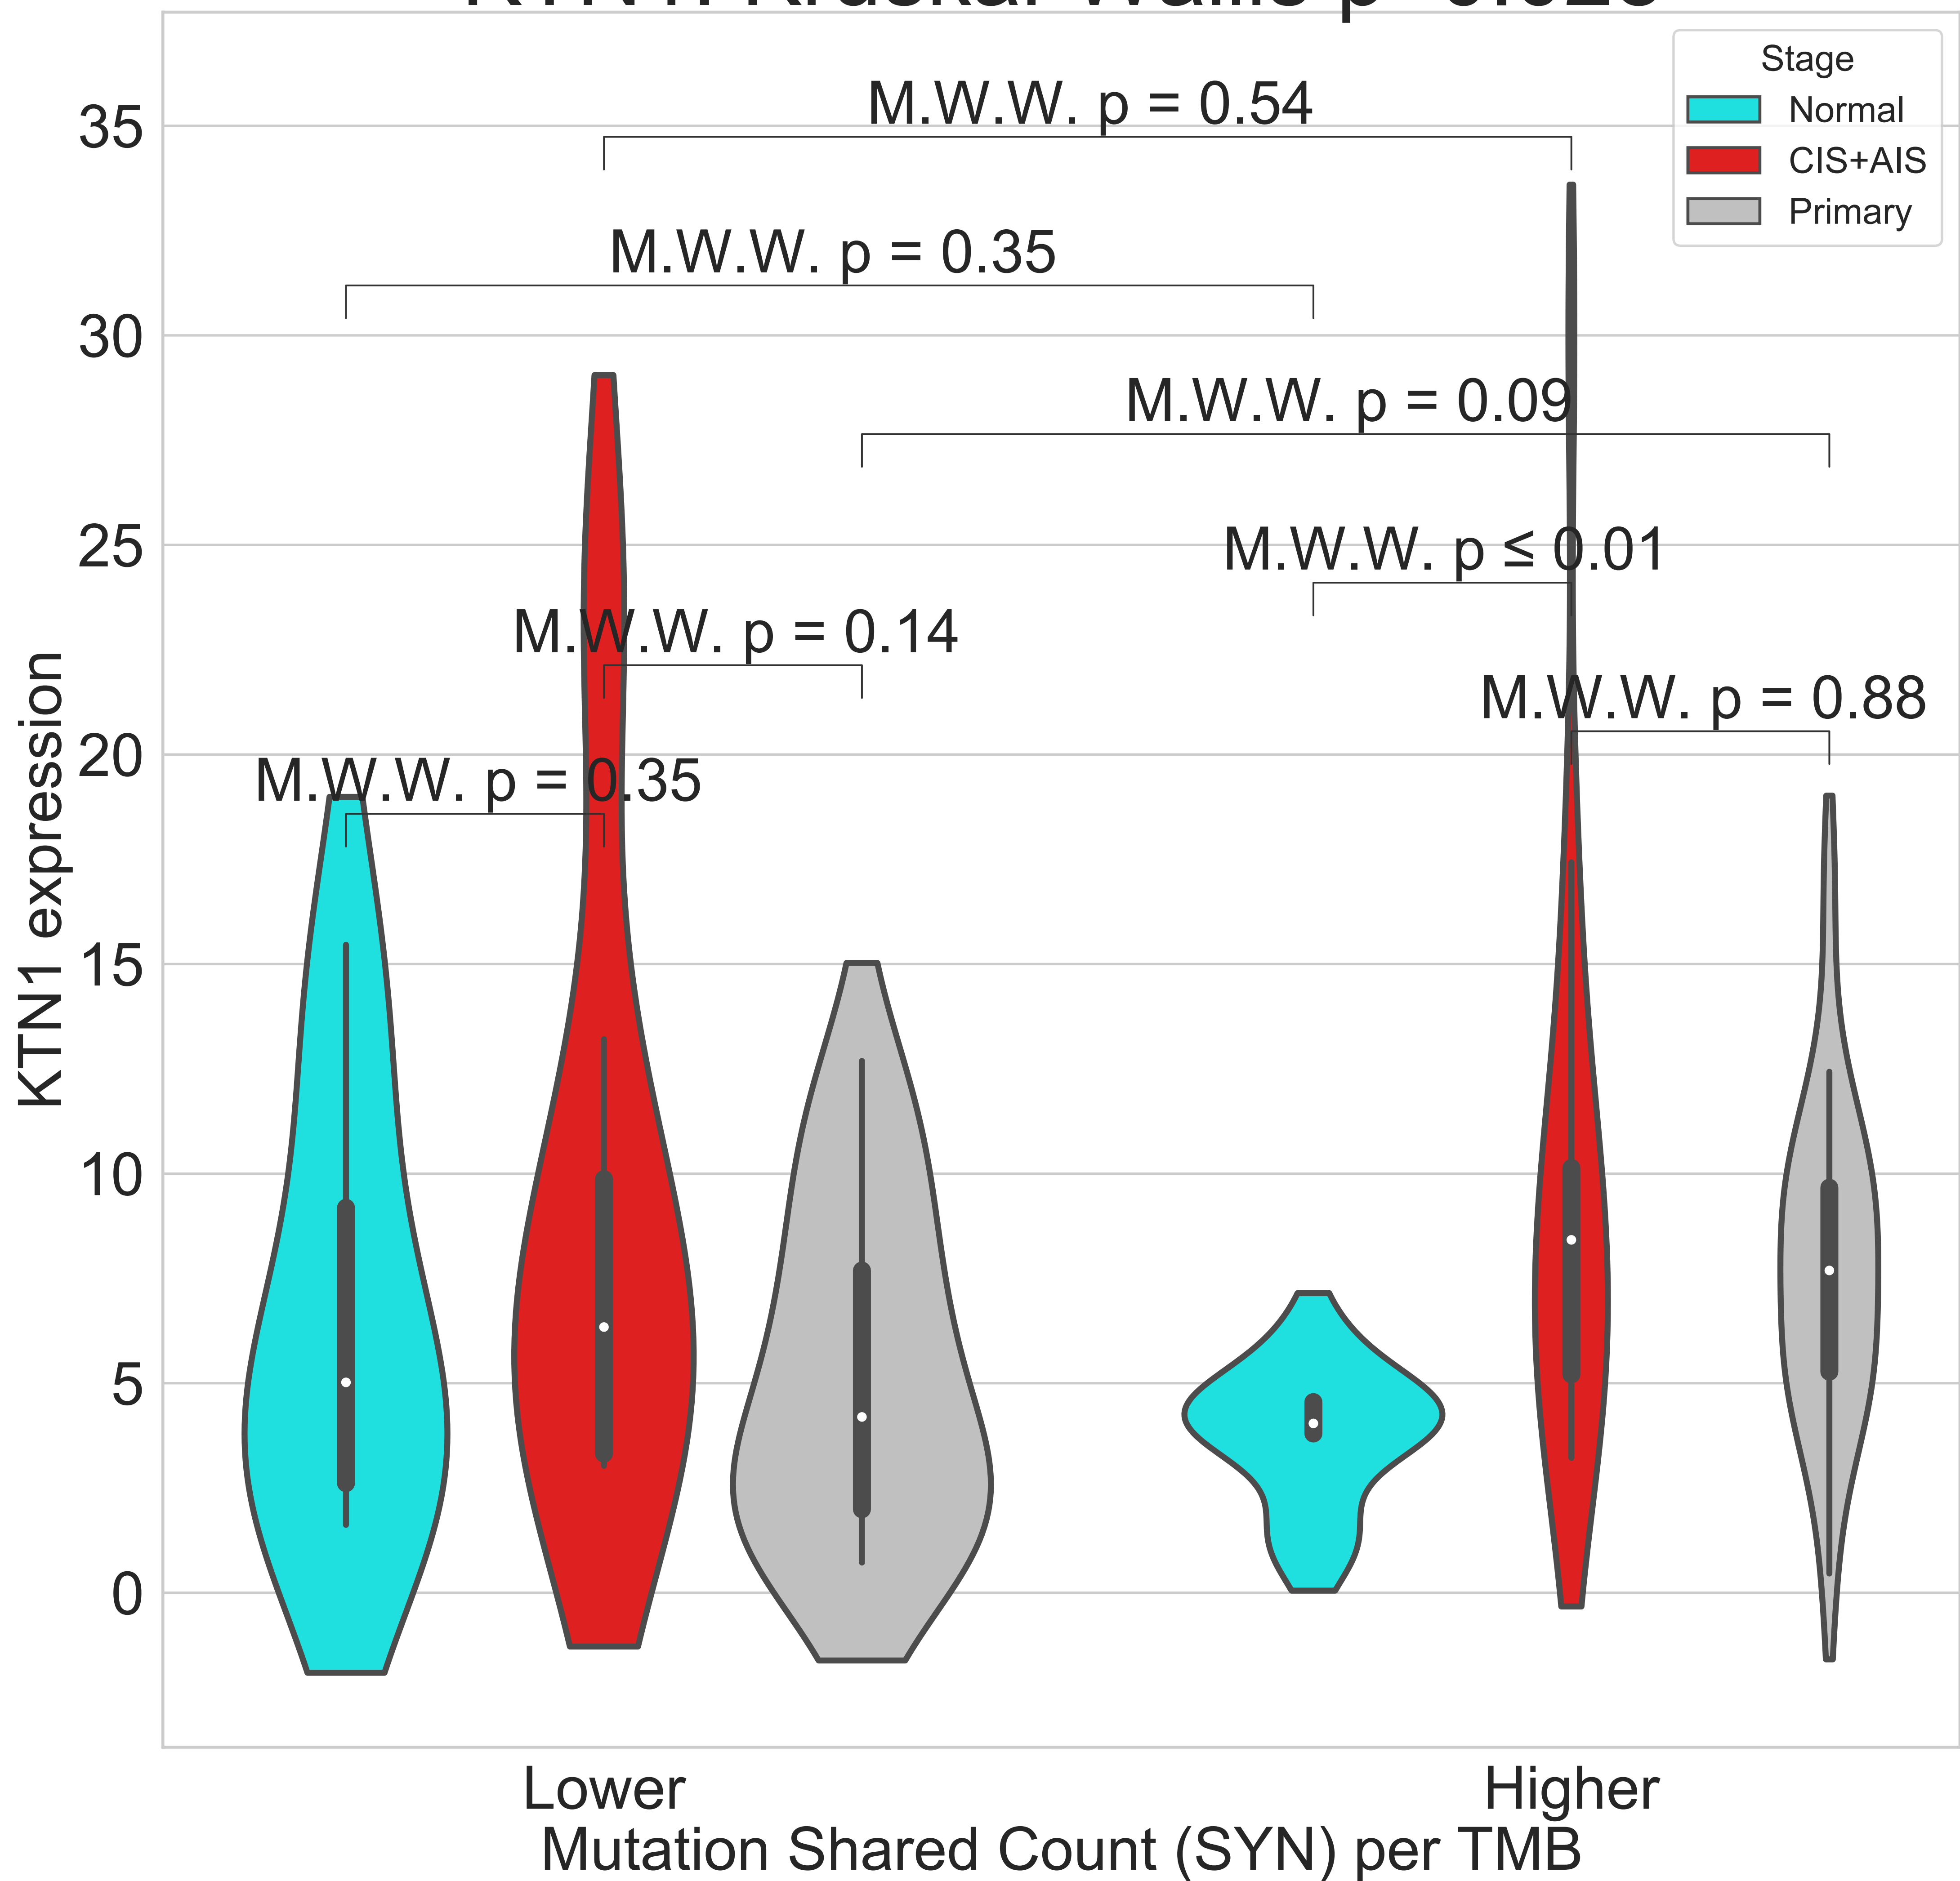 Stage
Normal
CIS+AIS
Primary
M.W.W. p = 0.54
M.W.W. p = 0.35
M.W.W. p = 0.09
M.W.W. p ≤ 0.01
M.W.W. p = 0.14
M.W.W. p = 0.88
M.W.W. p = 0.35
35
30
25
20
15
10
5
0
KTN1 expression
Lower
Higher
Mutation Shared Count (SYN) per TMB